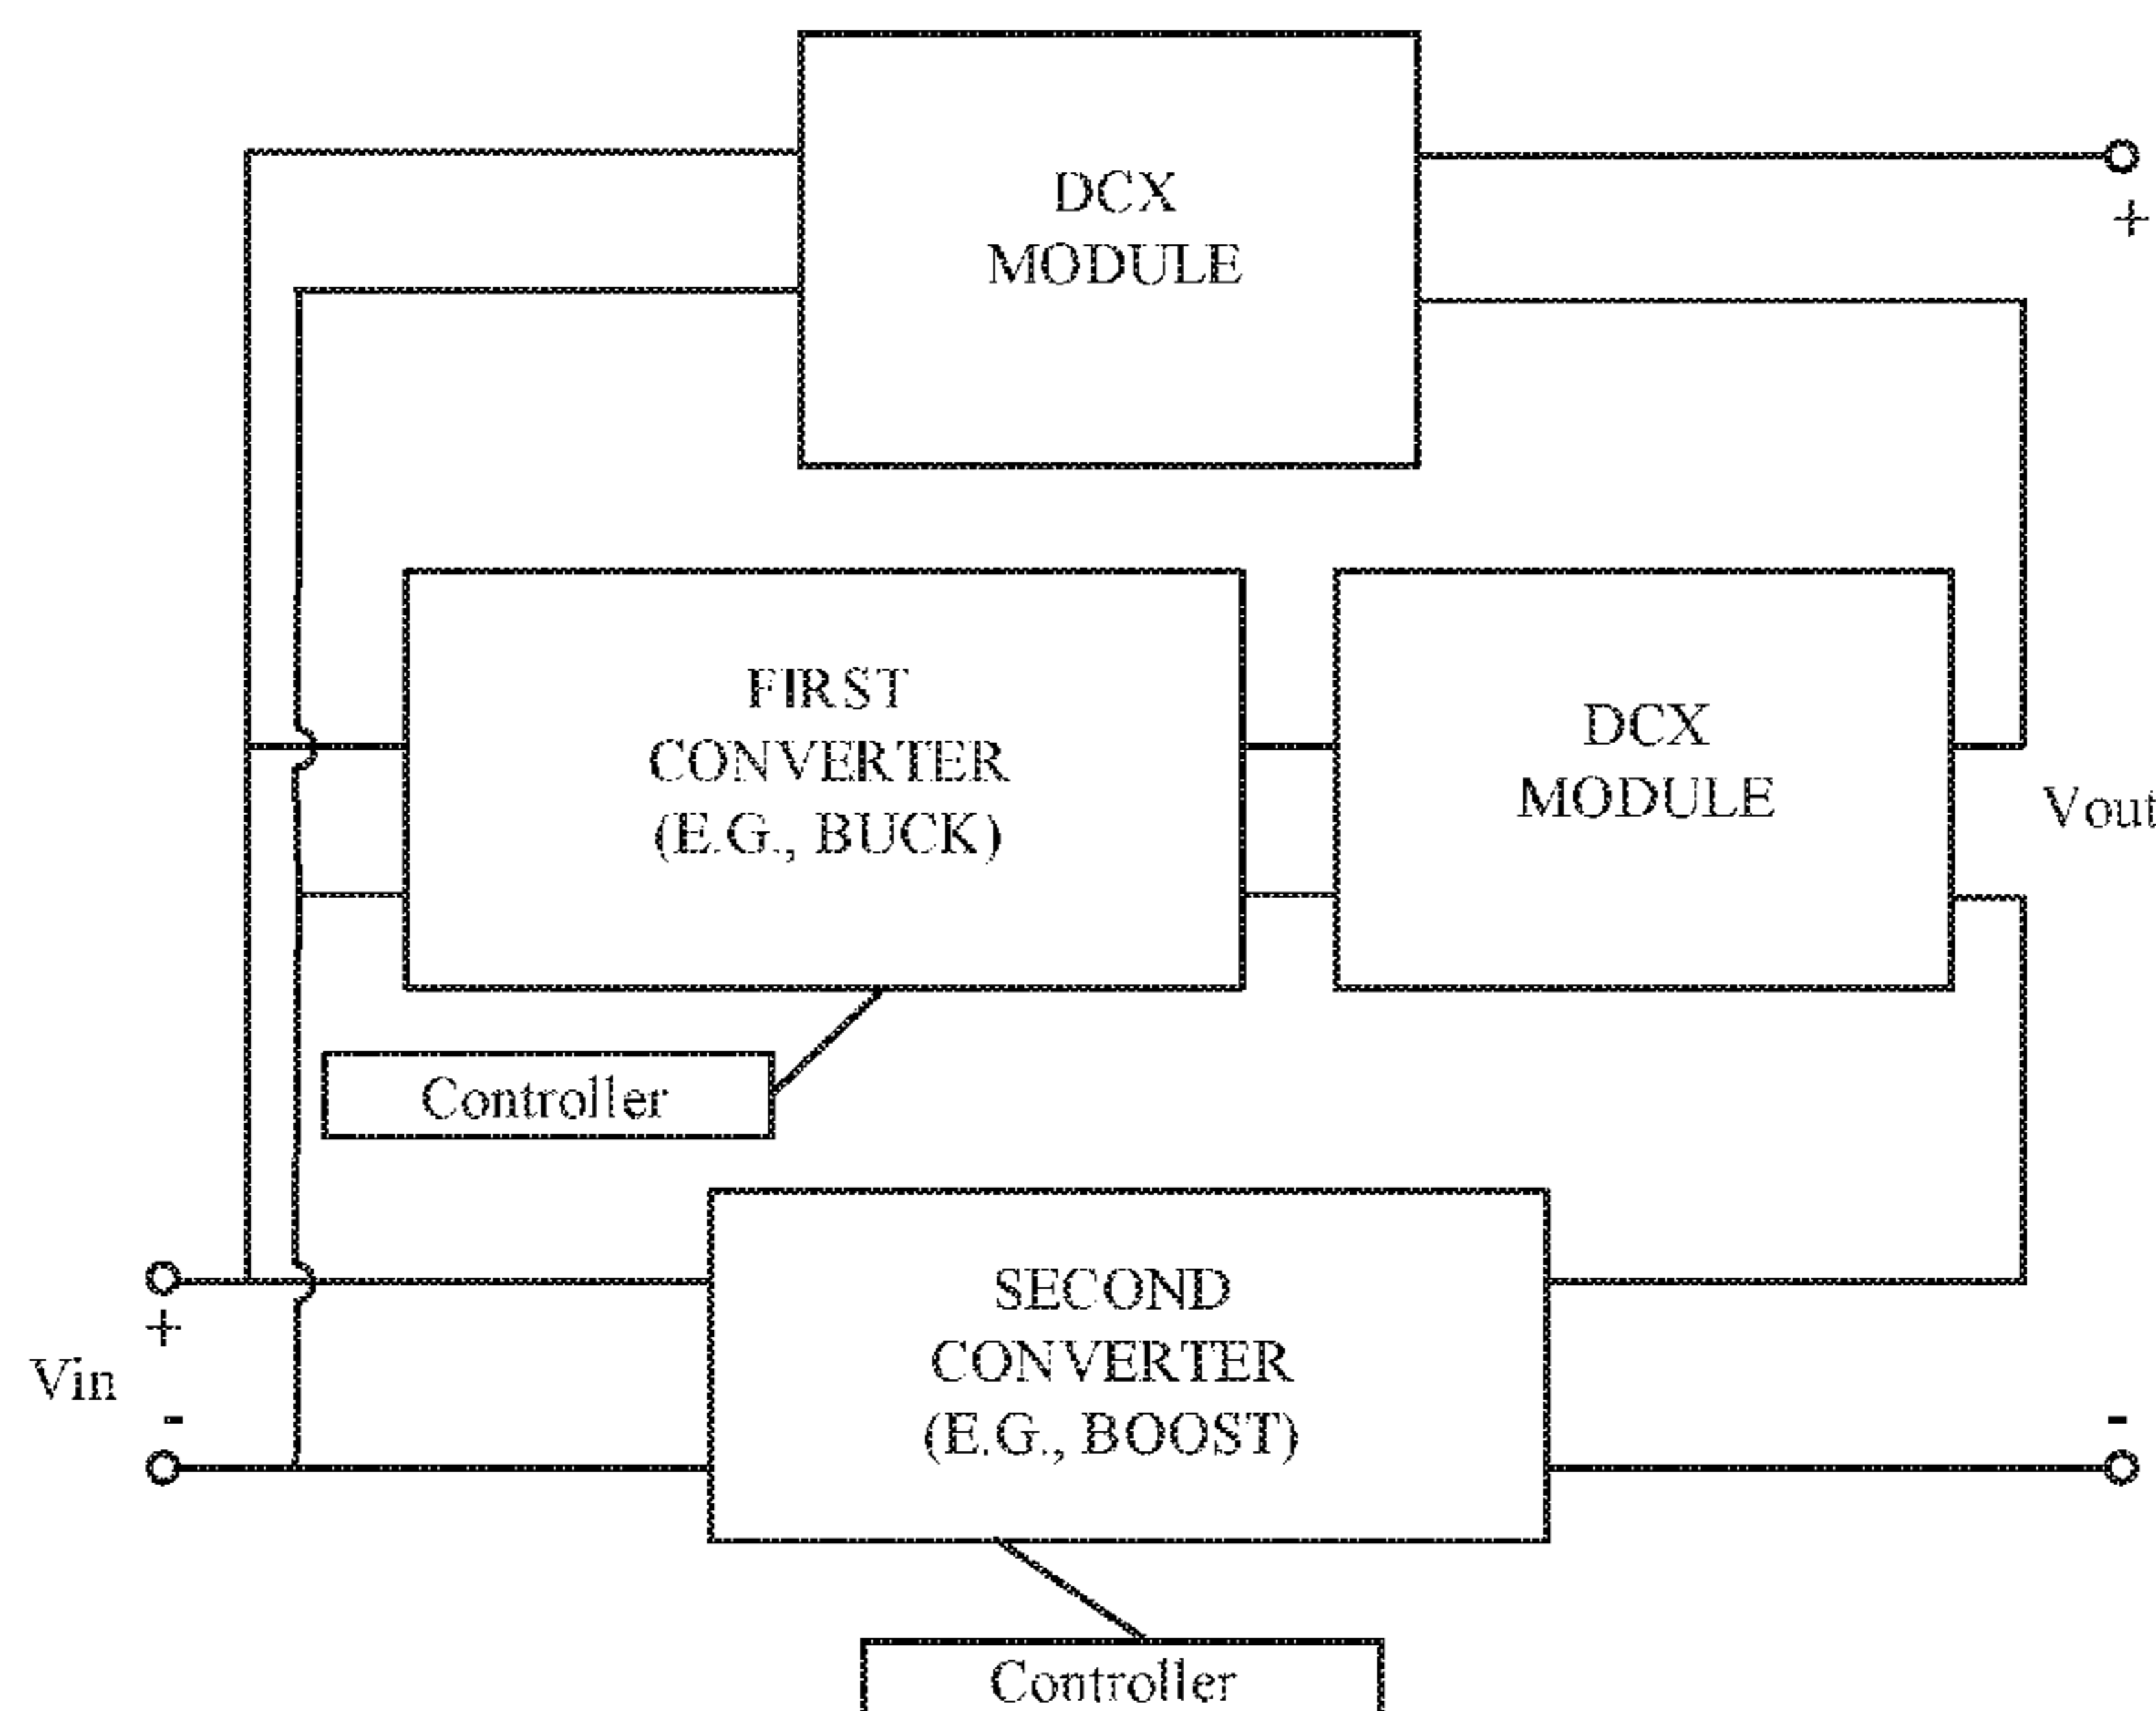 DCX
MODULE
+
FIRST
CONVERTER
(E.G., BUCK)
DCX
MODULE
Vout
Controller
SECOND
CONVERTER
(E.G., BOOST)
+
Vin
-
-
Controller